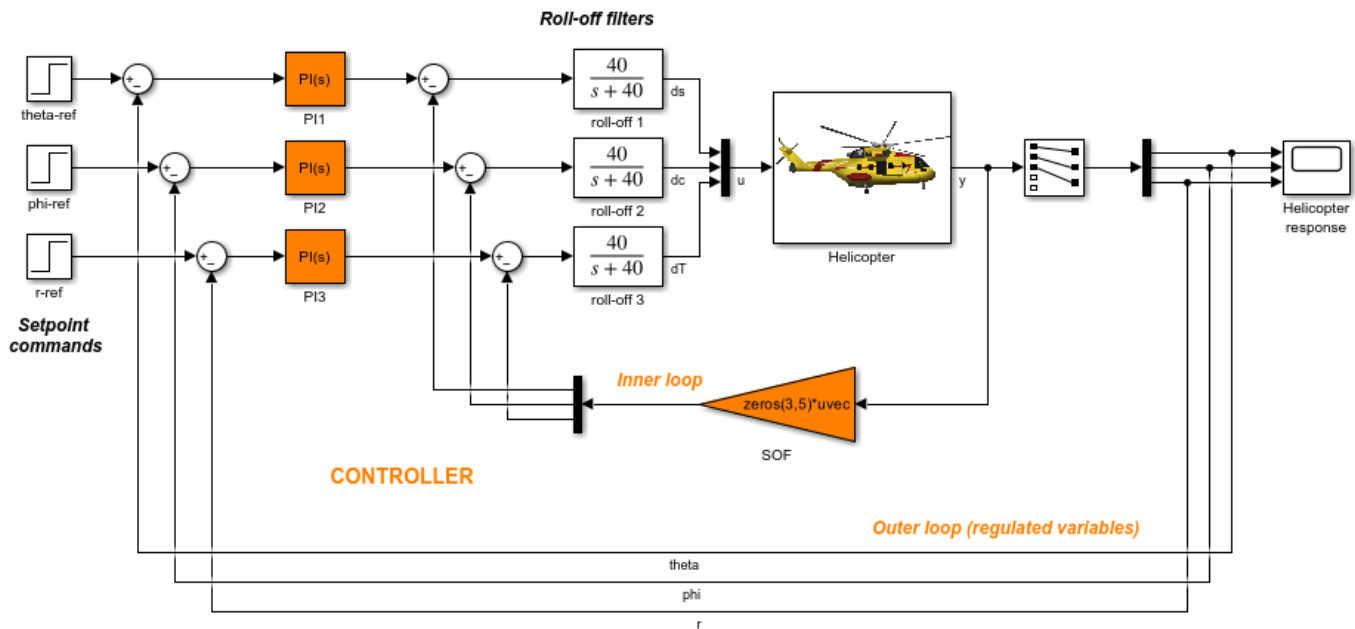 Roll-off filters
theta-ref
+
_
PI(s)
PI1
+
_
40
s + 40
roll-off 1
ds
phi-ref
+
_
PI(s)
PI2
+
_
40
s + 40
roll-off 2
dc
u
Helicopter
y
Helicopter
response
r-ref
+
_
PI(s)
PI3
+
_
40
s + 40
roll-off 3
dT
Setpoint
commands
Inner loop
zeros(3,5)*uvec
SOF
CONTROLLER
Outer loop (regulated variables)
theta
phi
r